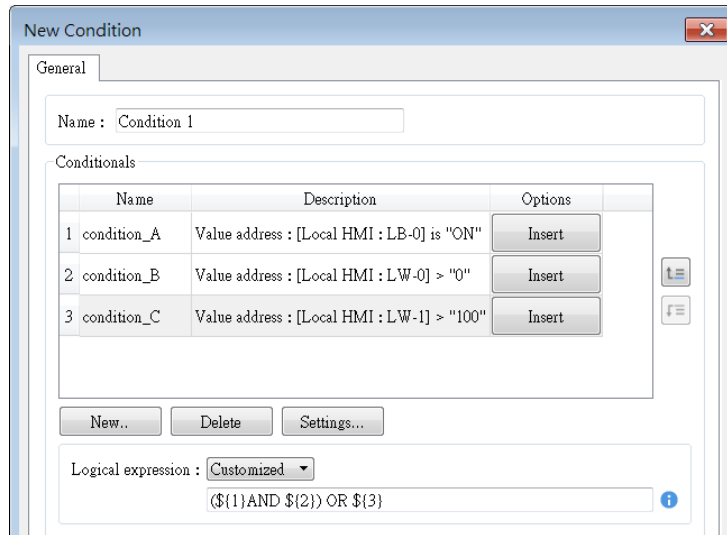 New Condition
General
Name : Condition 1
Conditionals
Name Description Options
1 condition_A Value address : [Local HMI : LB-0] is "ON" Insert
2 condition_B Value address : [Local HMI : LW-0] > "0" Insert
3 condition_C Value address : [Local HMI : LW-1] > "100" Insert
New.. Delete Settings...
Logical expression : Customized
(${1}AND ${2}) OR ${3}